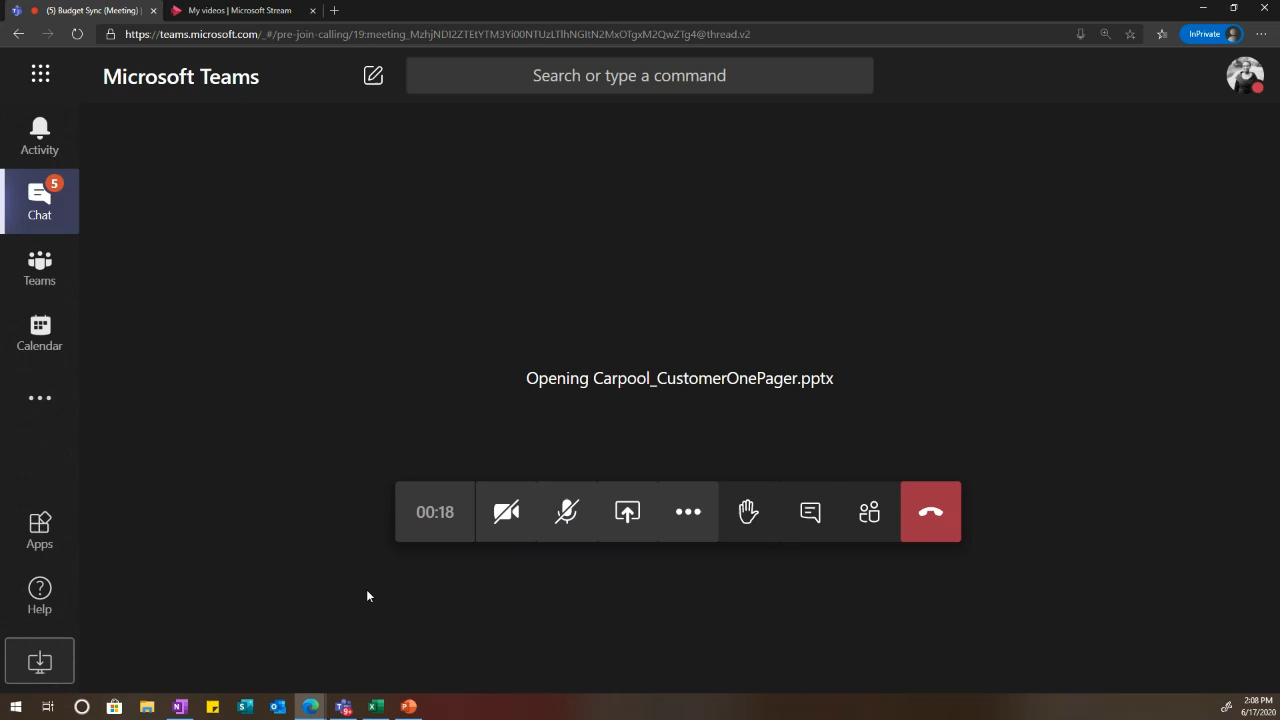 (5) Budget Sync (Meeting) |
My videos | Microsoft Stream
https://teams.microsoft.com/_#/pre-join-calling/19:meeting_MzhjNDI2ZTEtYTM3Yi00NTUzLTlhNGItN2MxOTgxM2QwZTg4@thread.v2
InPrivate
Microsoft Teams
Search or type a command
Activity
5
Chat
Teams
Calendar
Opening Carpool_CustomerOnePager.pptx
00:18
Apps
Help
2:08 PM
6/17/2020